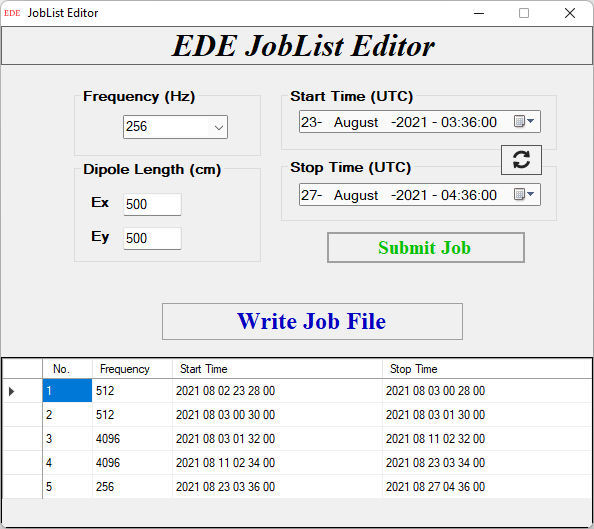 EDE JobList Editor
EDE JobList Editor
Frequency (Hz)
256
Dipole Length (cm)
Ex 500
Ey 500
Start Time (UTC)
23- August -2021 - 03:36:00
Stop Time (UTC)
27- August -2021 - 04:36:00
Submit Job
Write Job File
No. Frequency Start Time Stop Time
1 512 2021 08 02 23 28 00 2021 08 03 00 28 00
2 512 2021 08 03 00 30 00 2021 08 03 01 30 00
3 4096 2021 08 03 01 32 00 2021 08 11 02 32 00
4 4096 2021 08 11 02 34 00 2021 08 23 03 34 00
5 256 2021 08 23 03 36 00 2021 08 27 04 36 00